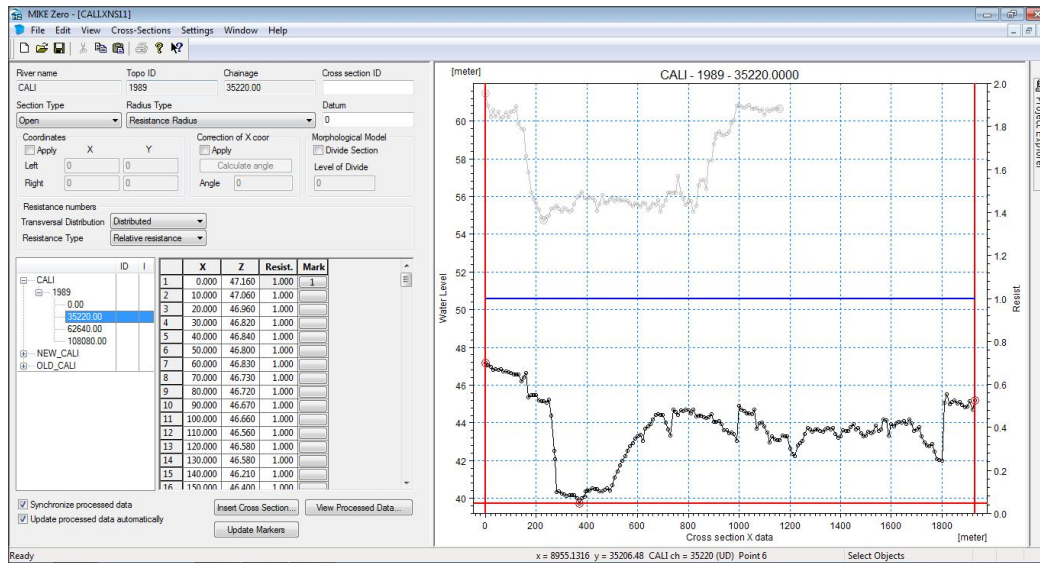 MIKE Zero - [CALI.XNS11]
File Edit View Cross-Sections Settings Window Help
River name Topo ID Chainage Cross section ID
CALI 1989 35220.00
Section Type Radius Type Datum
Open Resistance Radius 0
Coordinates Correction of X coor Morphological Model
Apply X Y Apply Divide Section
Left 0 0 Calculate angle Level of Divide
Right 0 0 Angle 0 0
Resistance numbers
Transversal Distribution Distributed
Resistance Type Relative resistance
ID I
CALI
1989
0.00
35220.00
62640.00
108080.00
NEW_CALI
OLD_CALI
X Z Resist. Mark
1 0.000 47.160 1.000 1
2 10.000 47.060 1.000
3 20.000 46.960 1.000
4 30.000 46.820 1.000
5 40.000 46.840 1.000
6 50.000 46.800 1.000
7 60.000 46.830 1.000
8 70.000 46.730 1.000
9 80.000 46.720 1.000
10 90.000 46.670 1.000
11 100.000 46.660 1.000
12 110.000 46.560 1.000
13 120.000 46.580 1.000
14 130.000 46.580 1.000
15 140.000 46.210 1.000
16 150.000 46.400 1.000
Synchronize processed data
Update processed data automatically
Insert Cross Section... View Processed Data...
Update Markers
[meter] CALI - 1989 - 35220.0000
60
58
56
54
52
50
48
46
44
42
40
Water Level
2.0
1.8
1.6
1.4
1.2
1.0
0.8
0.6
0.4
0.2
0.0
Resist.
0 200 400 600 800 1000 1200 1400 1600 1800
Cross section X data [meter]
Project Explorer
Ready x = 8955.1316 y = 35206.48 CALI ch = 35220 (UD) Point 6 Select Objects